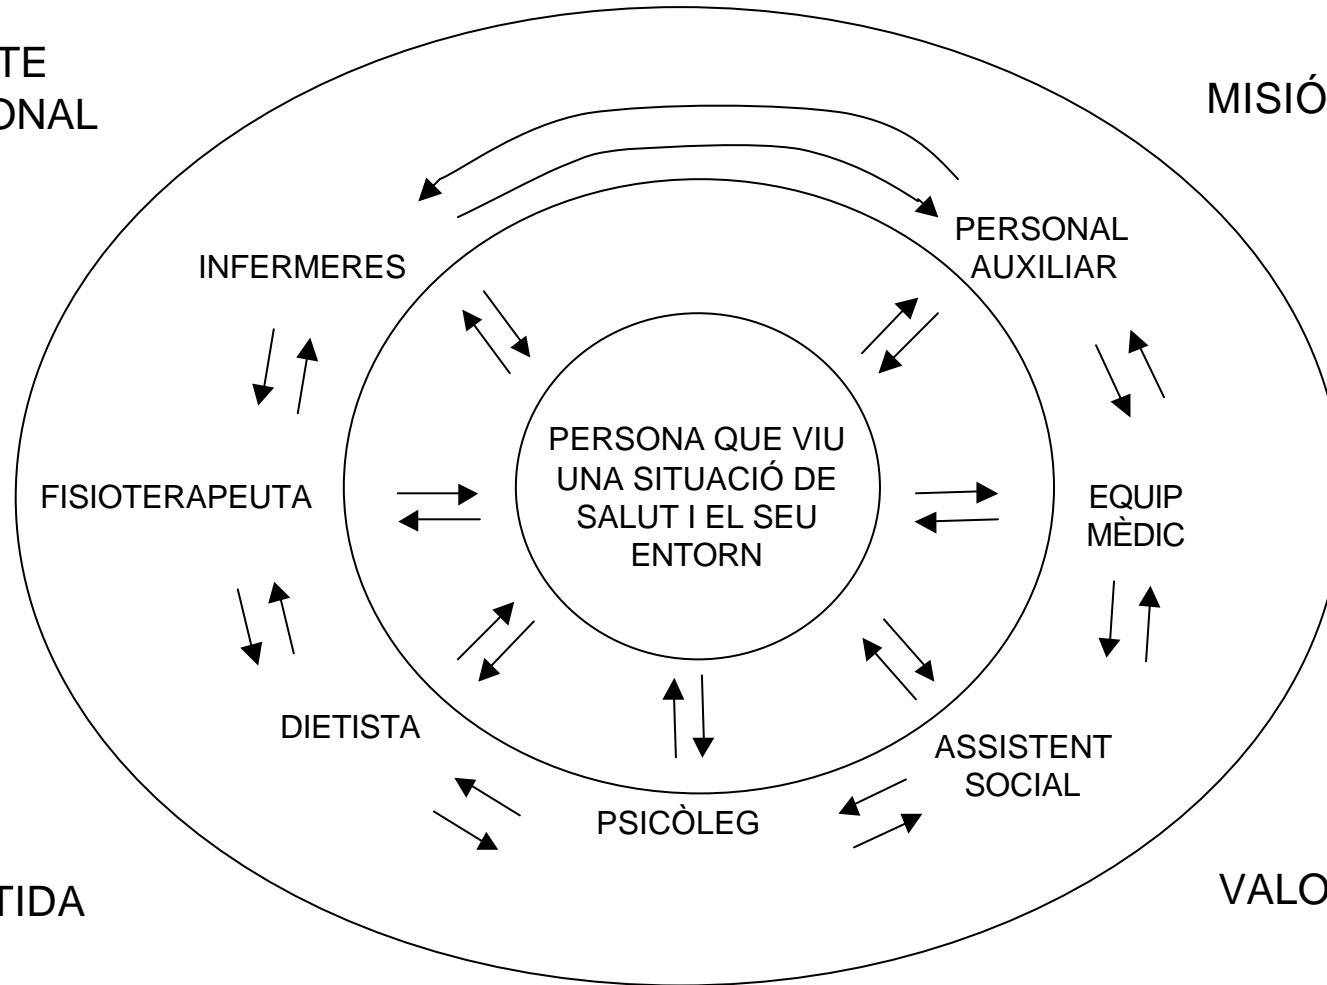 TE
ONAL
MISIÓ
PERSONAL
AUXILIAR
INFERMERES
PERSONA QUE VIU
UNA SITUACIÓ DE
SALUT I EL SEU
ENTORN
FISIOTERAPEUTA
EQUIP
MÈDIC
DIETISTA
ASSISTENT
SOCIAL
PSICÒLEG
TIDA
VALO